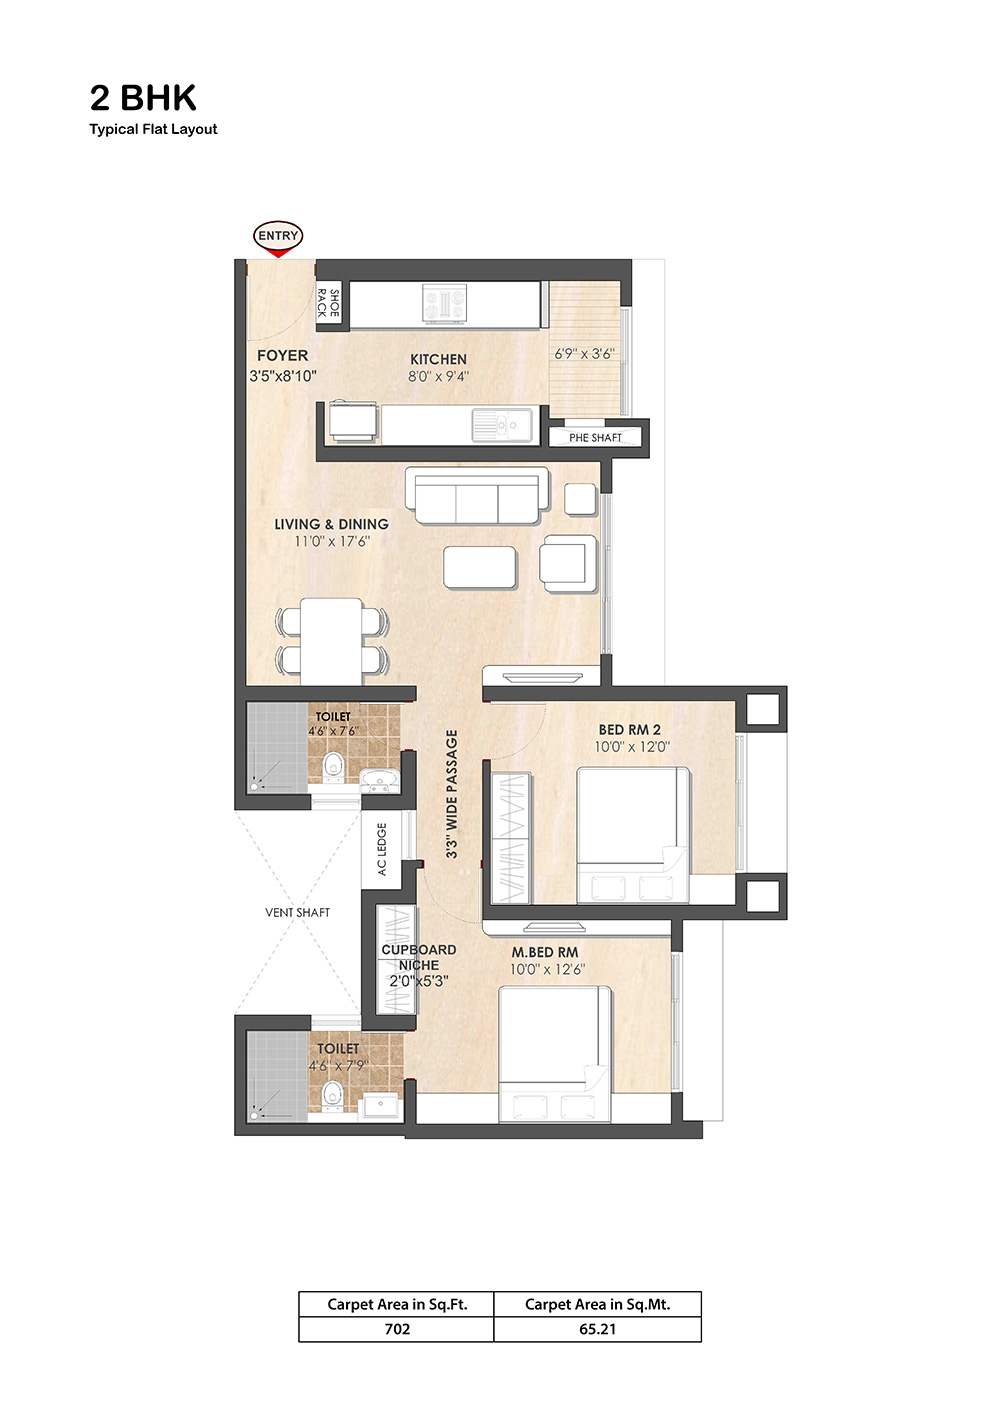 2 BHK
Typical Flat Layout
ENTRY
SHOE
RACK
FOYER
3'5"x8'10"
KITCHEN
8'0" x 9'4"
6'9" x 3'6"
PHE SHAFT
LIVING & DINING
11'0" x 17'6"
TOILET
4'6" x 7'6"
3'3" WIDE PASSAGE
BED RM 2
10'0" x 12'0"
AC LEDGE
VENT SHAFT
CUPBOARD
NICHE
2'0"x5'3"
M.BED RM
10'0" x 12'6"
TOILET
4'6" x 7'9"
Carpet Area in Sq.Ft. Carpet Area in Sq.Mt.
702 65.21